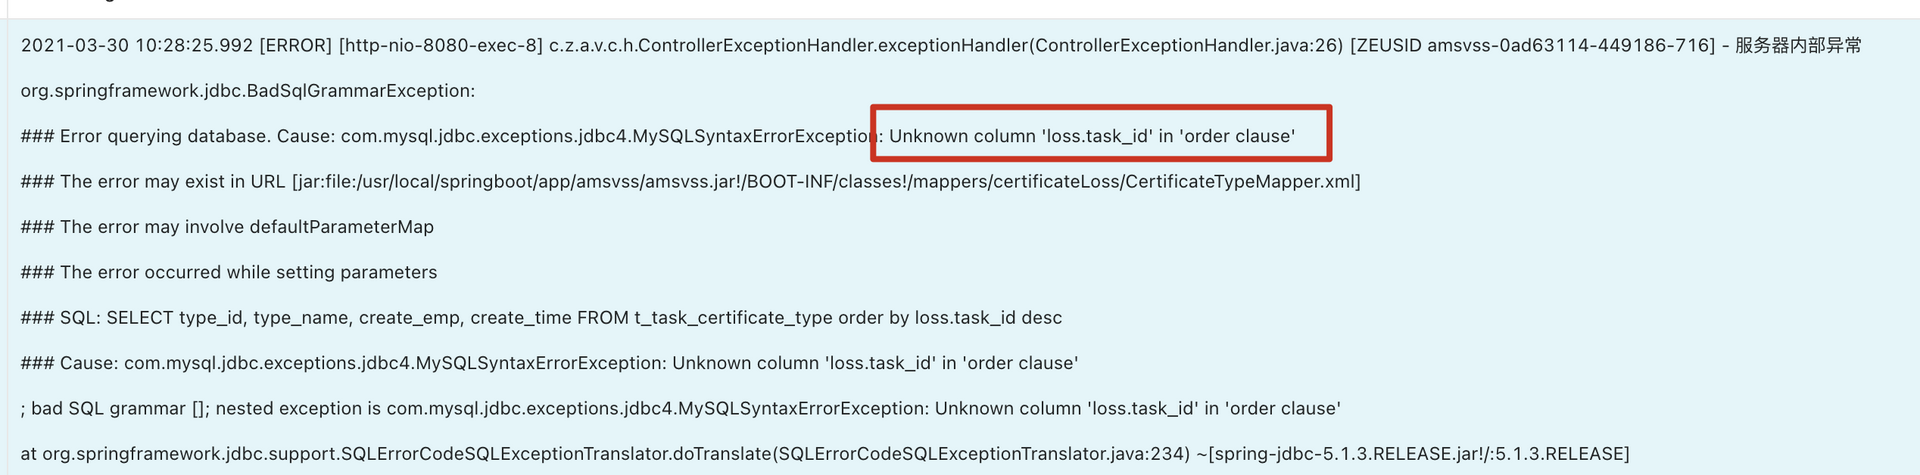 2021-03-30 10:28:25.992 [ERROR] [http-nio-8080-exec-8] c.z.a.v.c.h.ControllerExceptionHandler.exceptionHandler(ControllerExceptionHandler.java:26) [ZEUSID amsvss-0ad63114-449186-716] - 服务器内部异常
org.springframework.jdbc.BadSqlGrammarException:
### Error querying database. Cause: com.mysql.jdbc.exceptions.jdbc4.MySQLSyntaxErrorException: Unknown column 'loss.task_id' in 'order clause'
### The error may exist in URL [jar:file:/usr/local/springboot/app/amsvss/amsvss.jar!/BOOT-INF/classes!/mappers/certificateLoss/CertificateTypeMapper.xml]
### The error may involve defaultParameterMap
### The error occurred while setting parameters
### SQL: SELECT type_id, type_name, create_emp, create_time FROM t_task_certificate_type order by loss.task_id desc
### Cause: com.mysql.jdbc.exceptions.jdbc4.MySQLSyntaxErrorException: Unknown column 'loss.task_id' in 'order clause'
; bad SQL grammar []; nested exception is com.mysql.jdbc.exceptions.jdbc4.MySQLSyntaxErrorException: Unknown column 'loss.task_id' in 'order clause'
at org.springframework.jdbc.support.SQLErrorCodeSQLExceptionTranslator.doTranslate(SQLErrorCodeSQLExceptionTranslator.java:234) ~[spring-jdbc-5.1.3.RELEASE.jar!/:5.1.3.RELEASE]